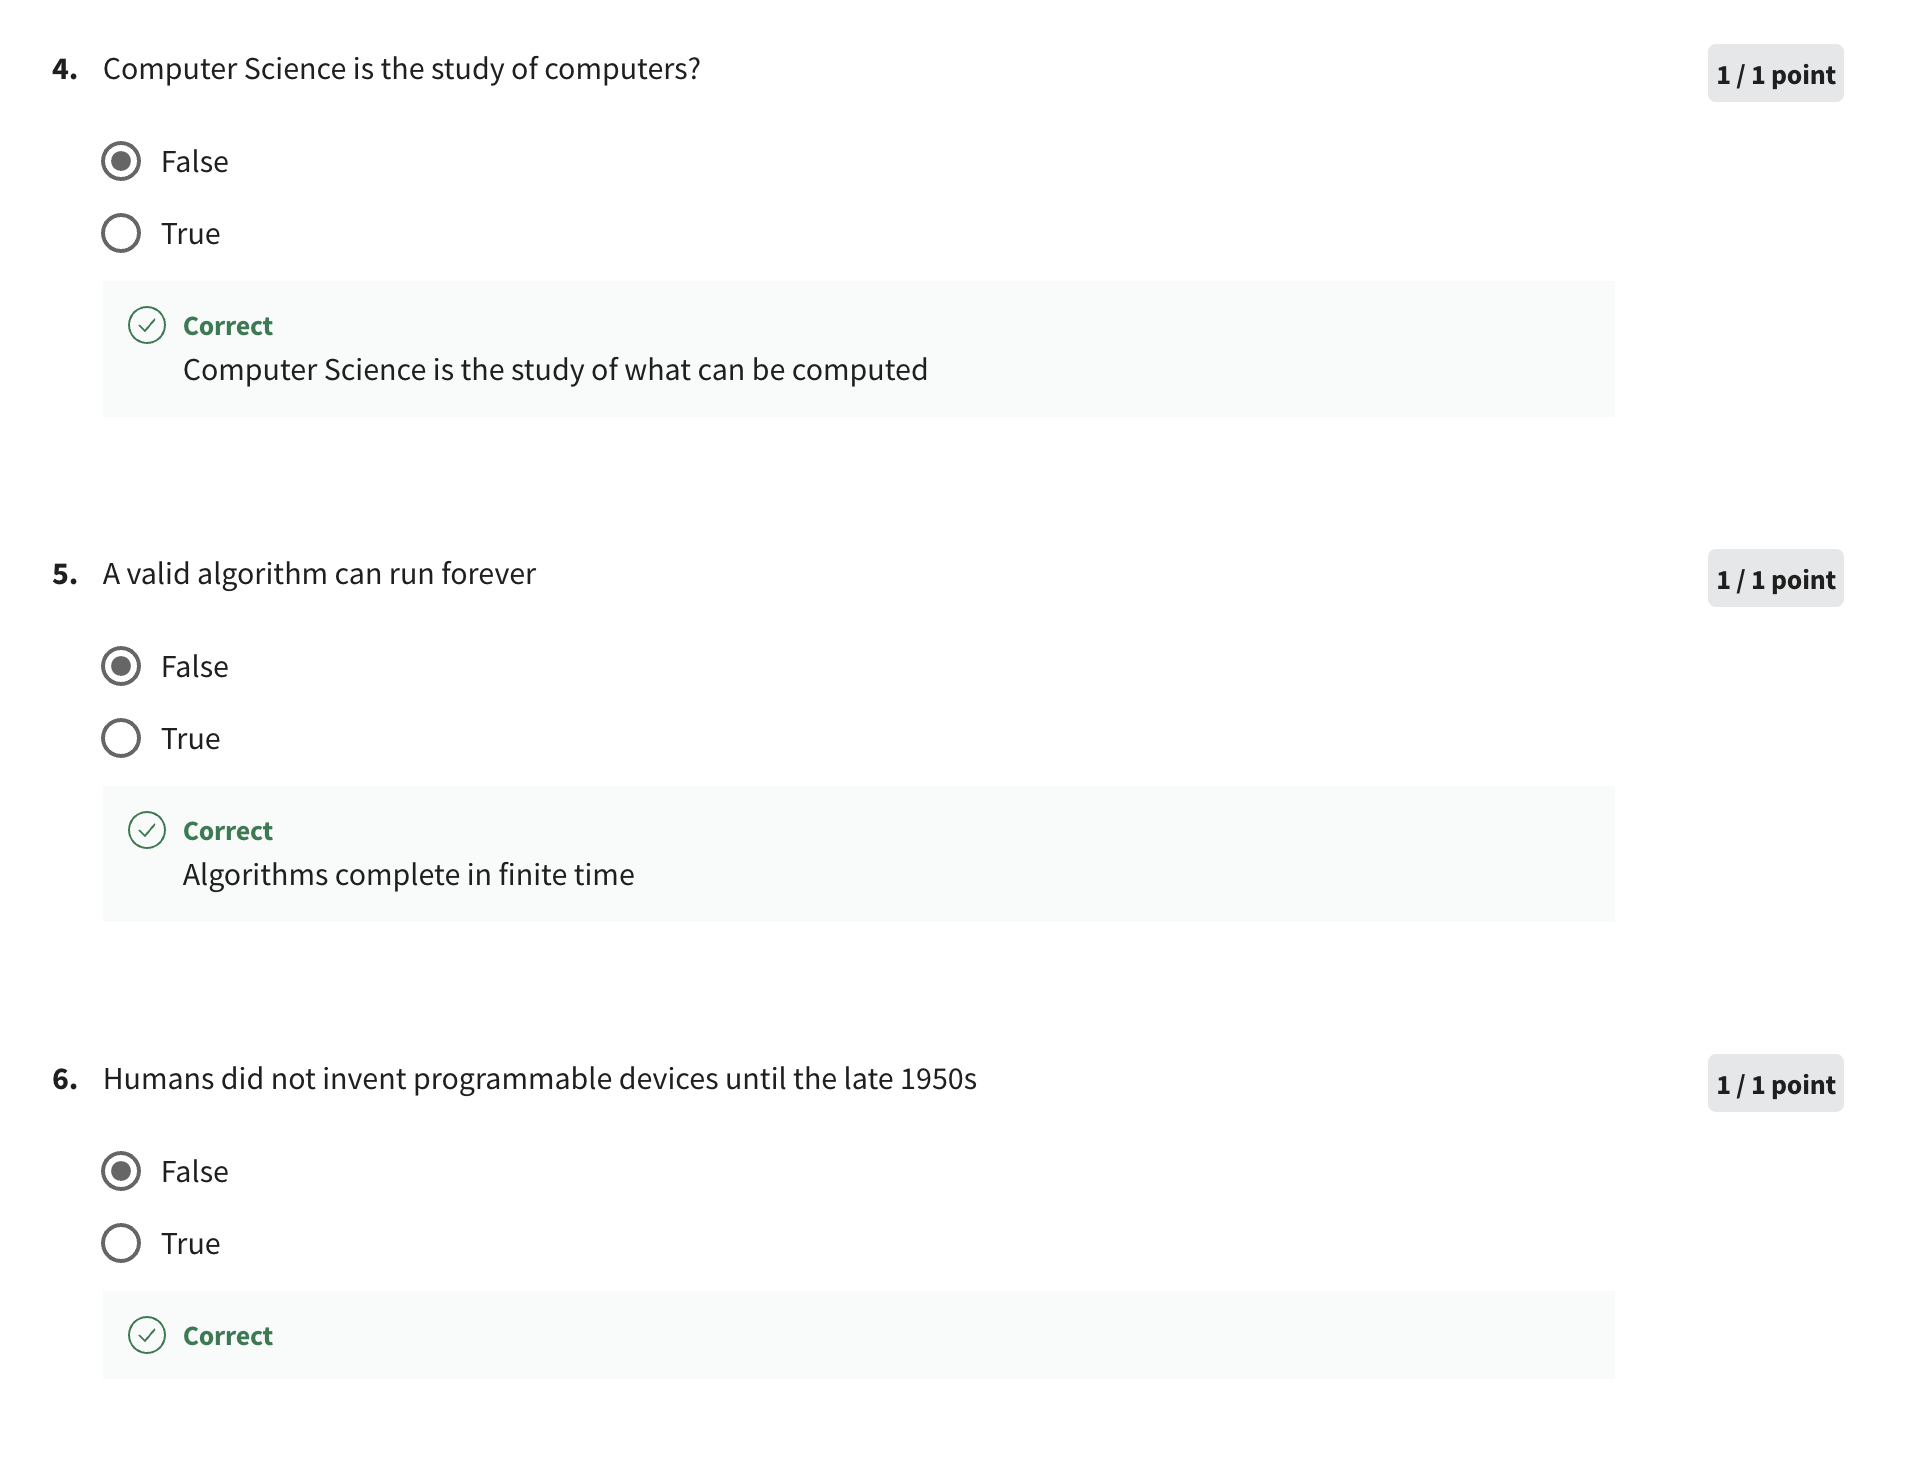 4. Computer Science is the study of computers?
1 / 1 point
False
True
Correct
Computer Science is the study of what can be computed
5. A valid algorithm can run forever
1 / 1 point
False
True
Correct
Algorithms complete in finite time
6. Humans did not invent programmable devices until the late 1950s
1 / 1 point
False
True
Correct